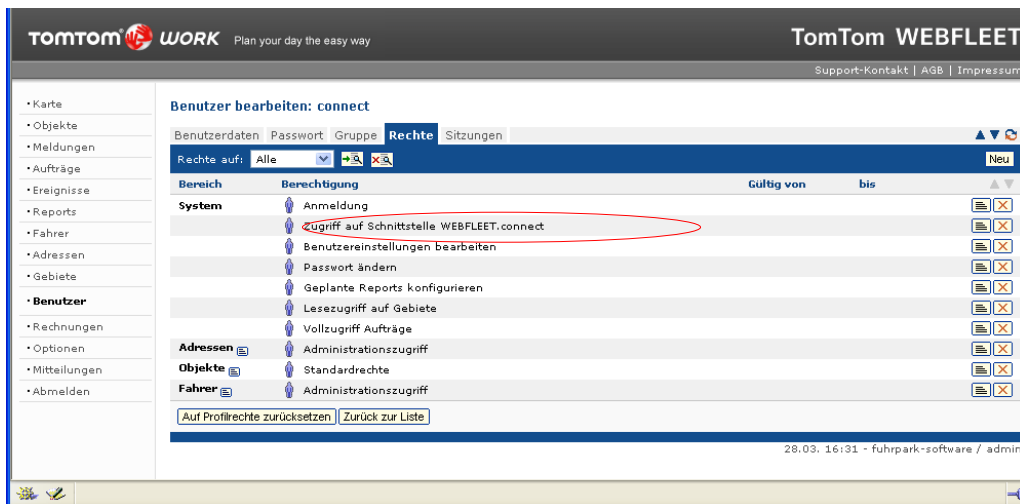 TOMTOM WORK Plan your day the easy way TomTom WEBFLEET
Support-Kontakt | AGB | Impressum
Karte
Objekte
Meldungen
Aufträge
Ereignisse
Reports
Fahrer
Adressen
Gebiete
Benutzer
Rechnungen
Optionen
Mitteilungen
Abmelden
Benutzer bearbeiten: connect
Benutzerdaten Passwort Gruppe Rechte Sitzungen
Rechte auf: Alle Neu
Bereich Berechtigung Gültig von bis
System Anmeldung
Zugriff auf Schnittstelle WEBFLEET.connect
Benutzereinstellungen bearbeiten
Passwort ändern
Geplante Reports konfigurieren
Lesezugriff auf Gebiete
Vollzugriff Aufträge
Adressen Administrationszugriff
Objekte Standardrechte
Fahrer Administrationszugriff
Auf Profilrechte zurücksetzen Zurück zur Liste
28.03. 16:31 - fuhrpark-software / admin